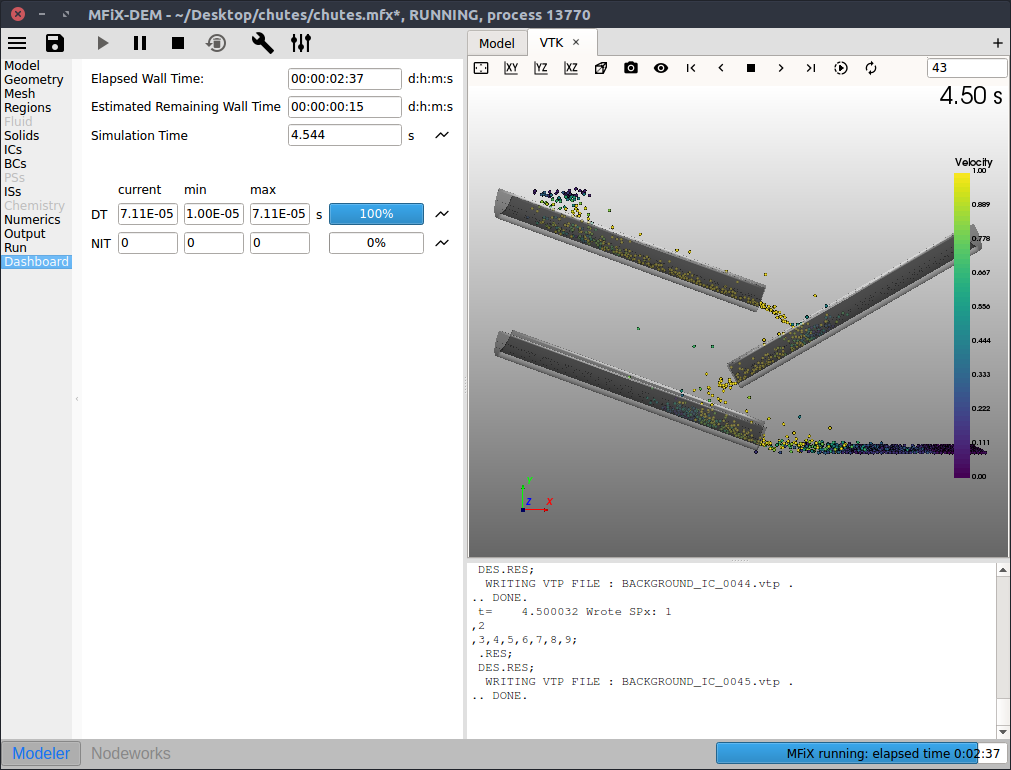 MFiX-DEM - ~/Desktop/chutes/chutes.mfx*, RUNNING, process 13770
Model
Geometry
Mesh
Regions
Fluid
Solids
ICs
BCs
PSs
ISs
Chemistry
Numerics
Output
Run
Dashboard
Elapsed Wall Time: 00:00:02:37 d:h:m:s
Estimated Remaining Wall Time 00:00:00:15 d:h:m:s
Simulation Time 4.544 s
current min max
DT 7.11E-05 1.00E-05 7.11E-05 s 100%
NIT 0 0 0 0%
Model VTK × +
XY YZ XZ 43
4.50 s
Velocity
1.00
0.889
0.778
0.667
0.556
0.444
0.333
0.222
0.111
0.00
Y
Z X
DES.RES;
WRITING VTP FILE : BACKGROUND_IC_0044.vtp .
.. DONE.
t= 4.500032 Wrote SPx: 1
,2
,3,4,5,6,7,8,9;
.RES;
DES.RES;
WRITING VTP FILE : BACKGROUND_IC_0045.vtp .
.. DONE.
Modeler Nodeworks MFiX running: elapsed time 0:02:37